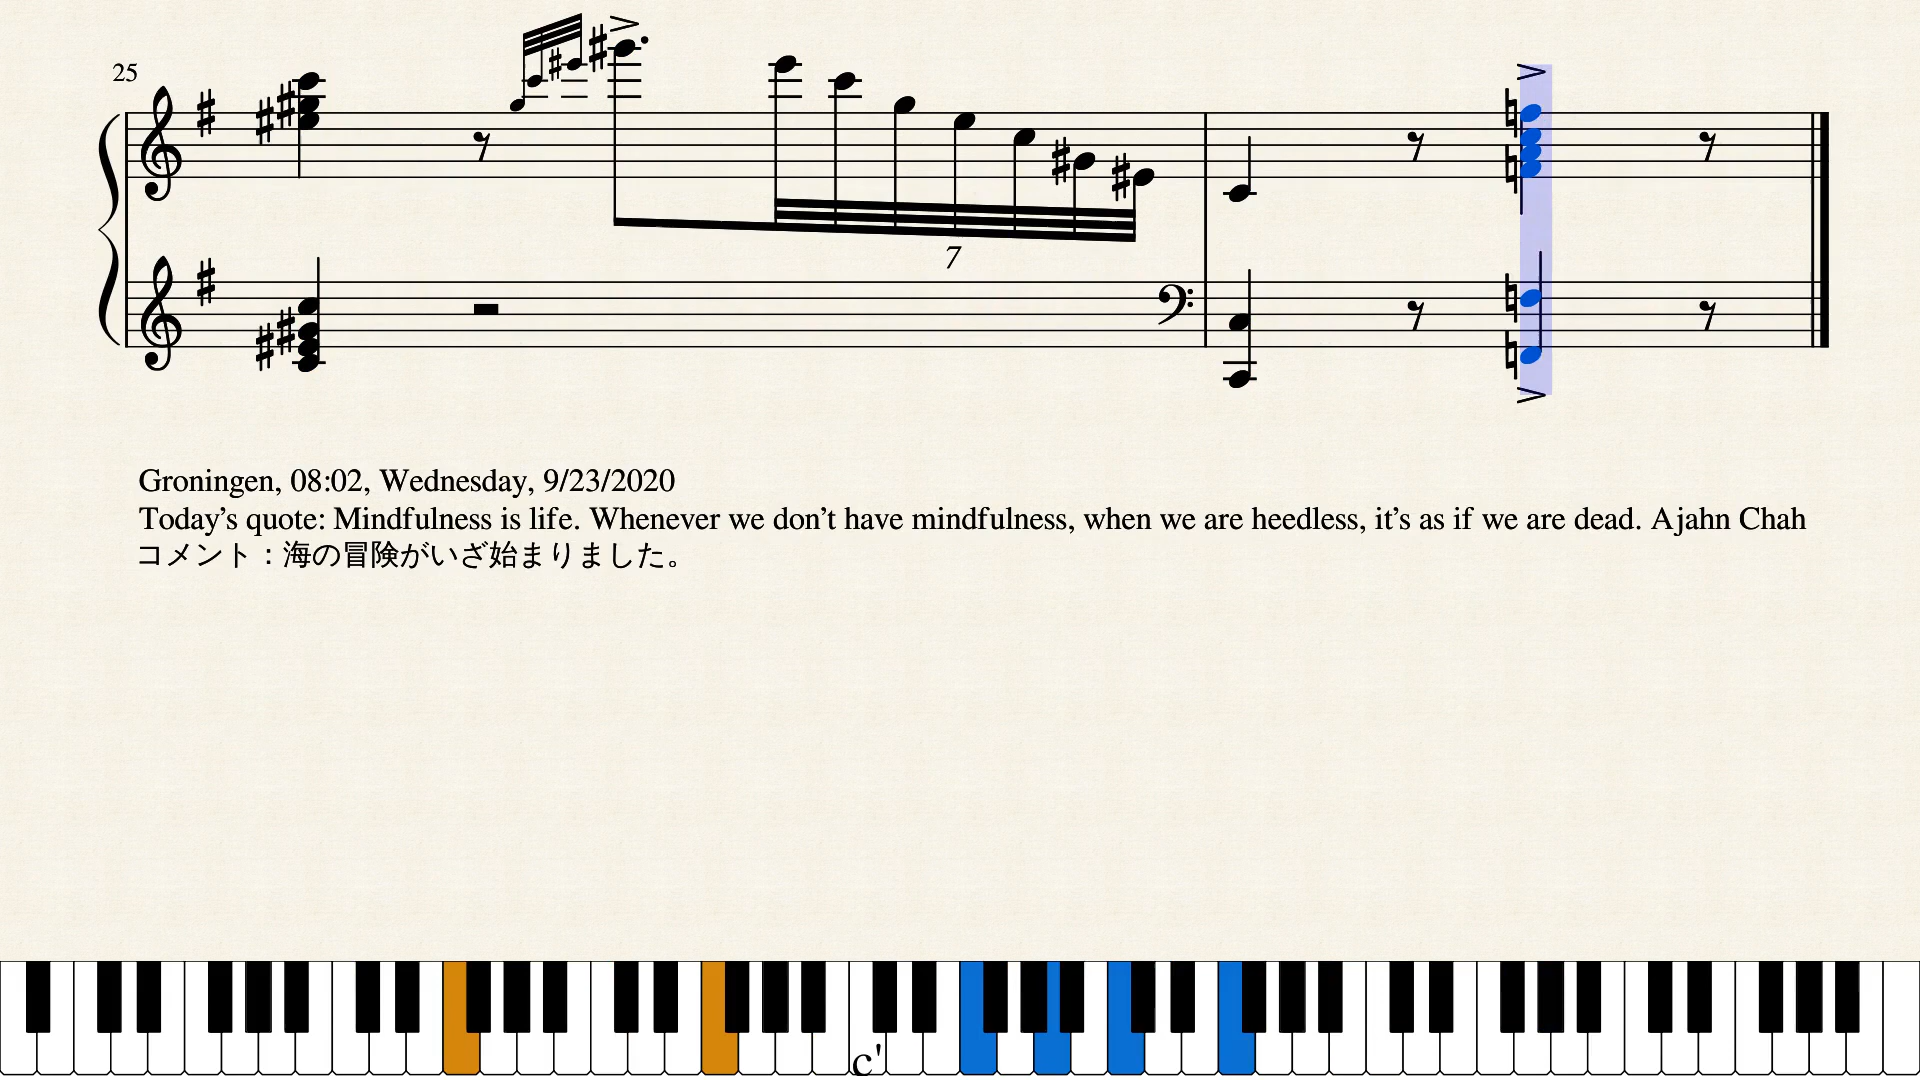 25
7
Groningen, 08:02, Wednesday, 9/23/2020
Today’s quote: Mindfulness is life. Whenever we don’t have mindfulness, when we are heedless, it’s as if we are dead. Ajahn Chah
コメント：海の冒険がいざ始まりました。
c'